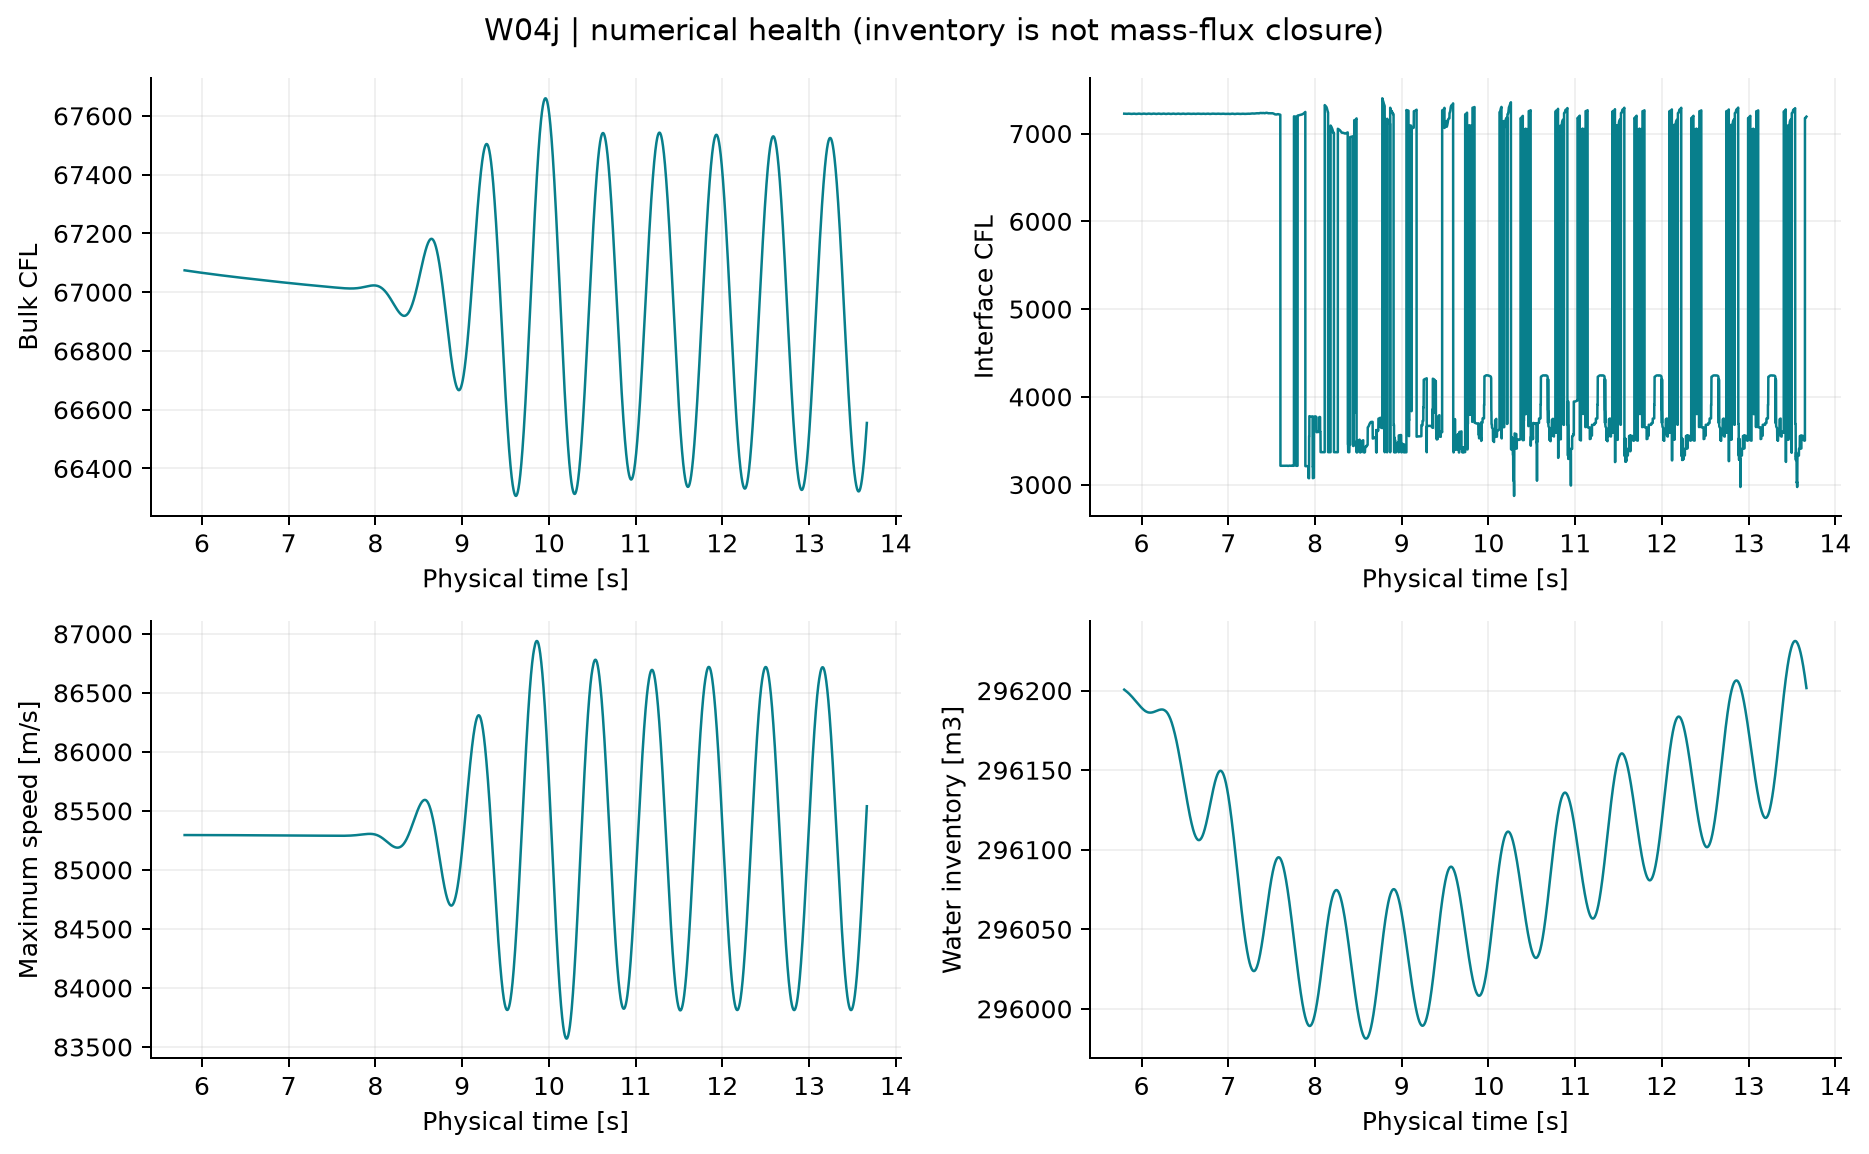 W04j | numerical health (inventory is not mass-flux closure)
Bulk CFL
67600
67400
67200
67000
66800
66600
66400
6 7 8 9 10 11 12 13 14
Physical time [s]
Interface CFL
7000
6000
5000
4000
3000
6 7 8 9 10 11 12 13 14
Physical time [s]
Maximum speed [m/s]
87000
86500
86000
85500
85000
84500
84000
83500
6 7 8 9 10 11 12 13 14
Physical time [s]
Water inventory [m3]
296200
296150
296100
296050
296000
6 7 8 9 10 11 12 13 14
Physical time [s]